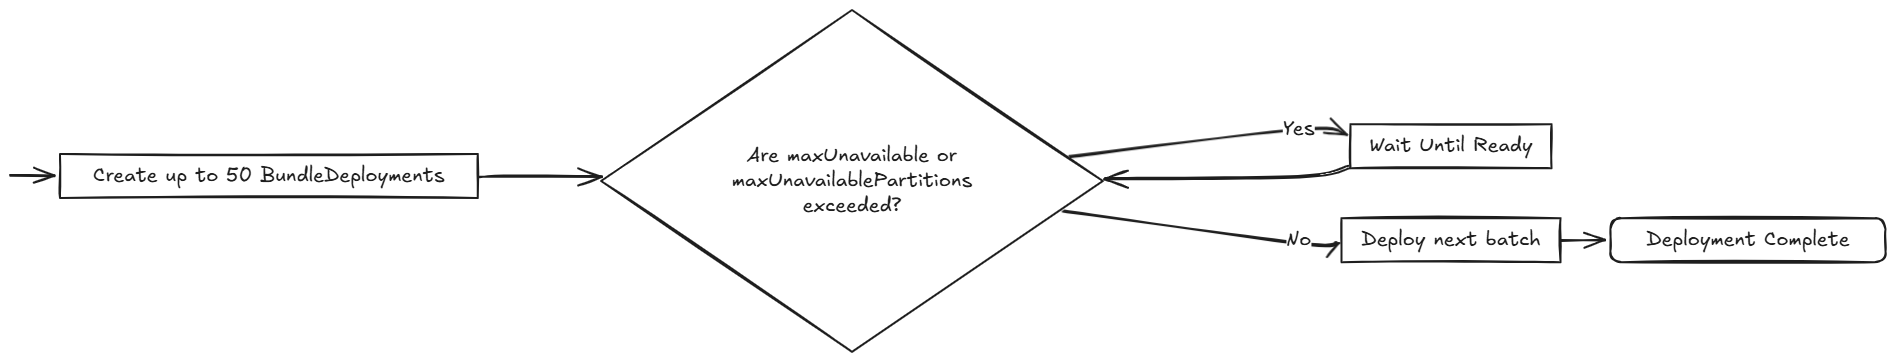 Create up to 50 BundleDeployments
Are maxUnavailable or
maxUnavailablePartitions
exceeded?
Yes
Wait Until Ready
No
Deploy next batch
Deployment Complete